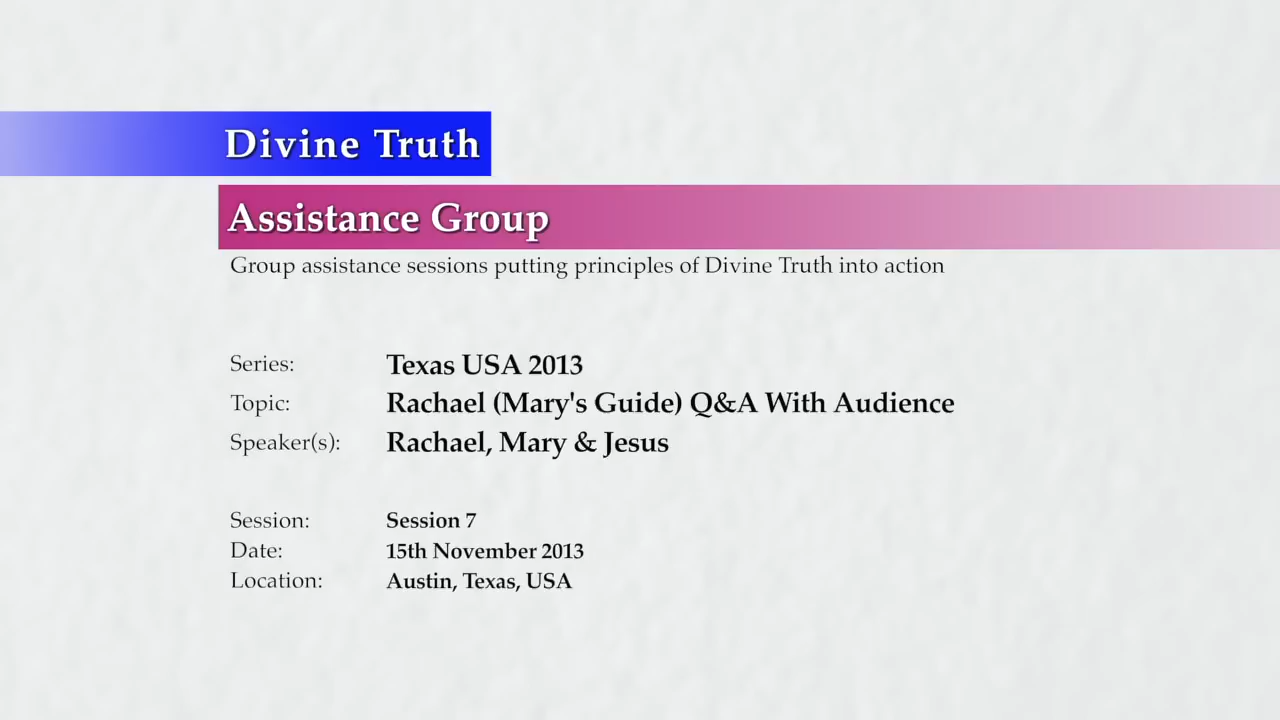 Divine Truth
Assistance Group
Group assistance sessions putting principles of Divine Truth into action
Series: Texas USA 2013
Topic: Rachael (Mary's Guide) Q&A With Audience
Speaker(s): Rachael, Mary & Jesus
Session: Session 7
Date: 15th November 2013
Location: Austin, Texas, USA